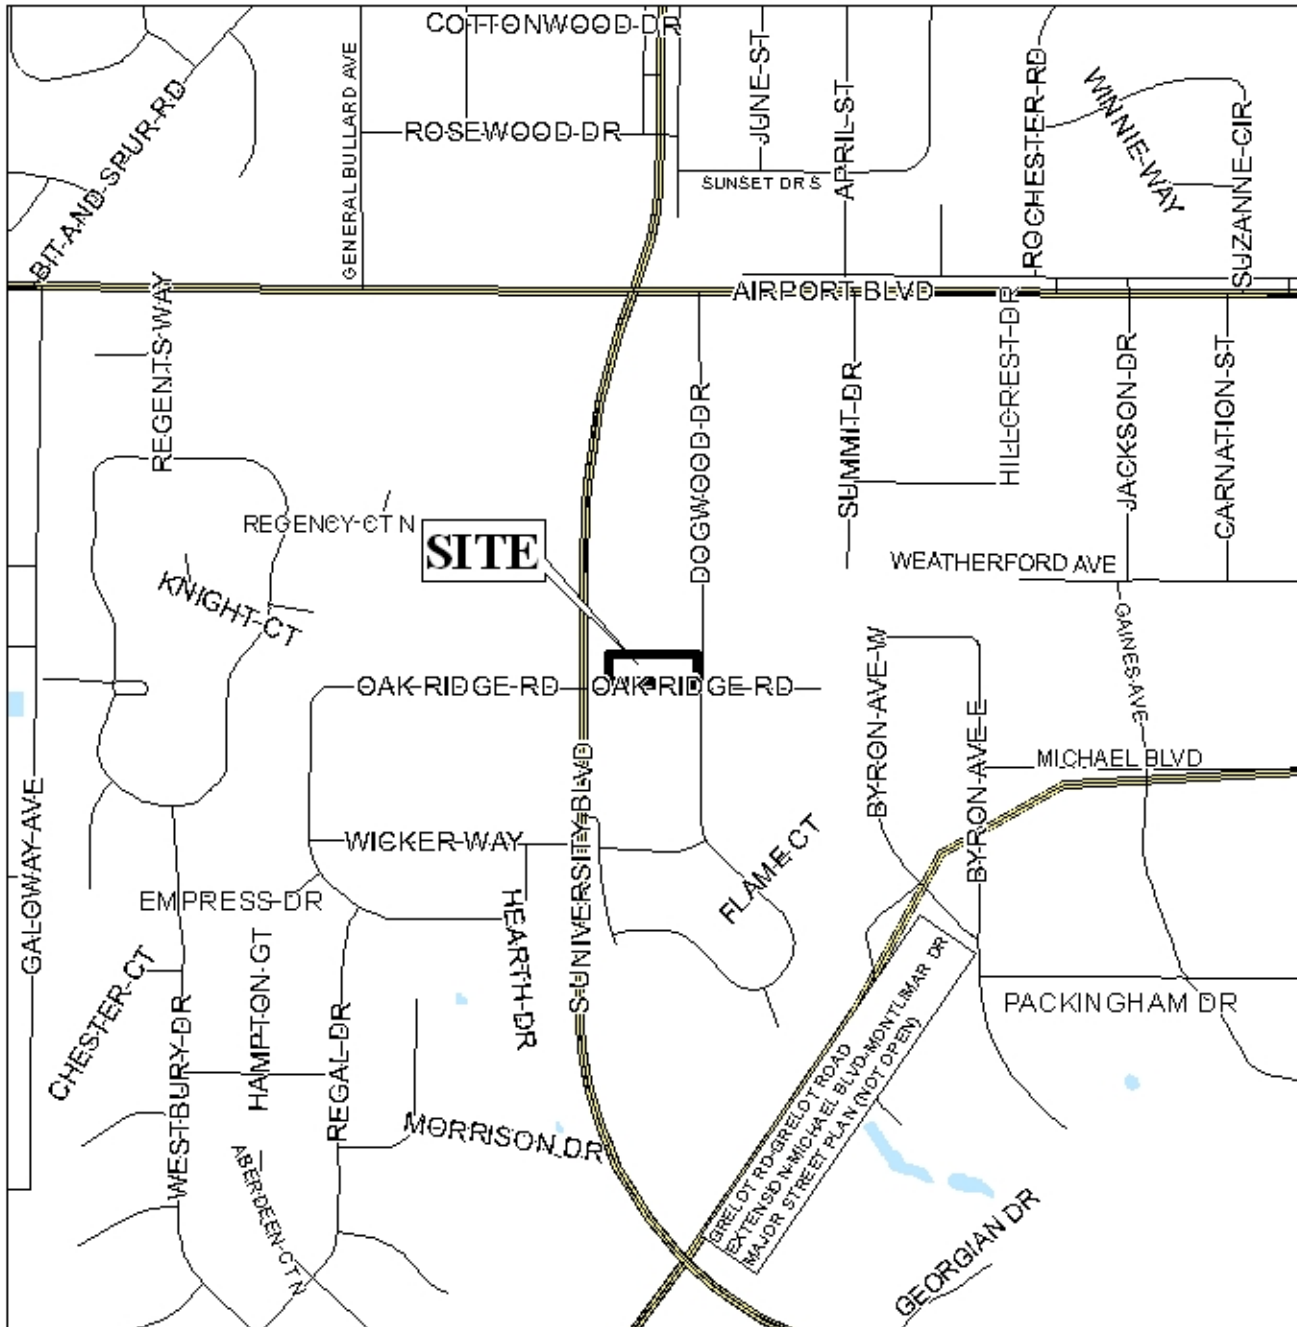 COTTONWOOD DR
GENERAL BULLARD AVE
JUNE ST
APRIL ST
ROCHESTER RD
WINNIE WAY
SUZANNE CIR
BIT AND SPUR RD
ROSEWOOD DR
SUNSET DR S
REGENTS WAY
AIRPORT BLVD
HILLCREST DR
SUMMIT DR
JACKSON DR
CARNATION ST
DOGWOOD DR
REGENCY CT N
SITE
WEATHERFORD AVE
KNIGHT CT
GAINES AVE
OAK RIDGE RD
OAK RIDGE RD
BYRON AVE W
BYRON AVE E
MICHAEL BLVD
GALLOWAY AVE
S UNIVERSITY BLVD
WICKER WAY
FLAME CT
EMPRESS DR
HEARTH DR
CHESTER CT
HAMPTON CT
WESTBURY DR
REGAL DR
PACKINGHAM DR
GRELOT RD-GRELOT ROAD
EXTENSION-MICHAEL BLVD-MONTLIMAR DR
MAJOR STREET PLAN (NOT OPEN)
MORRISON DR
ABERDEEN CT N
GEORGIAN DR